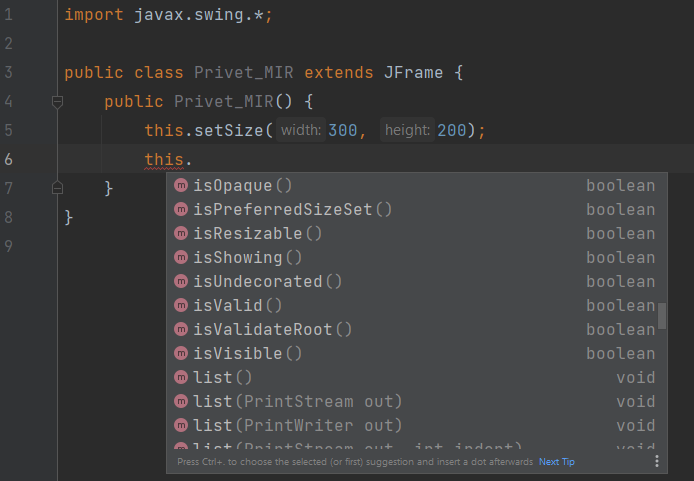 1 import javax.swing.*;
2
3 public class Privet_MIR extends JFrame {
4 public Privet_MIR() {
5 this.setSize( width: 300, height: 200);
6 this.
7 }
8 }
9
m isOpaque() boolean
m isPreferredSizeSet() boolean
m isResizable() boolean
m isShowing() boolean
m isUndecorated() boolean
m isValid() boolean
m isValidateRoot() boolean
m isVisible() boolean
m list() void
m list(PrintStream out) void
m list(PrintWriter out) void
m list(PrintStream out, int indent) void
Press Ctrl+. to choose the selected (or first) suggestion and insert a dot afterwards Next Tip